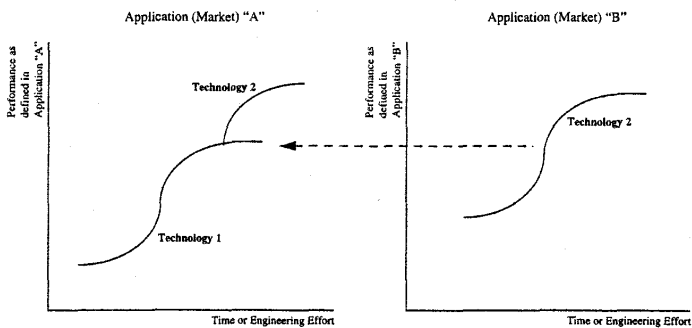 Application (Market) “A”
Performance as
defined in
Application “A”
Technology 2
Technology 1
Time or Engineering Effort
Application (Market) “B”
Performance as
defined in
Application “B”
Technology 2
Time or Engineering Effort